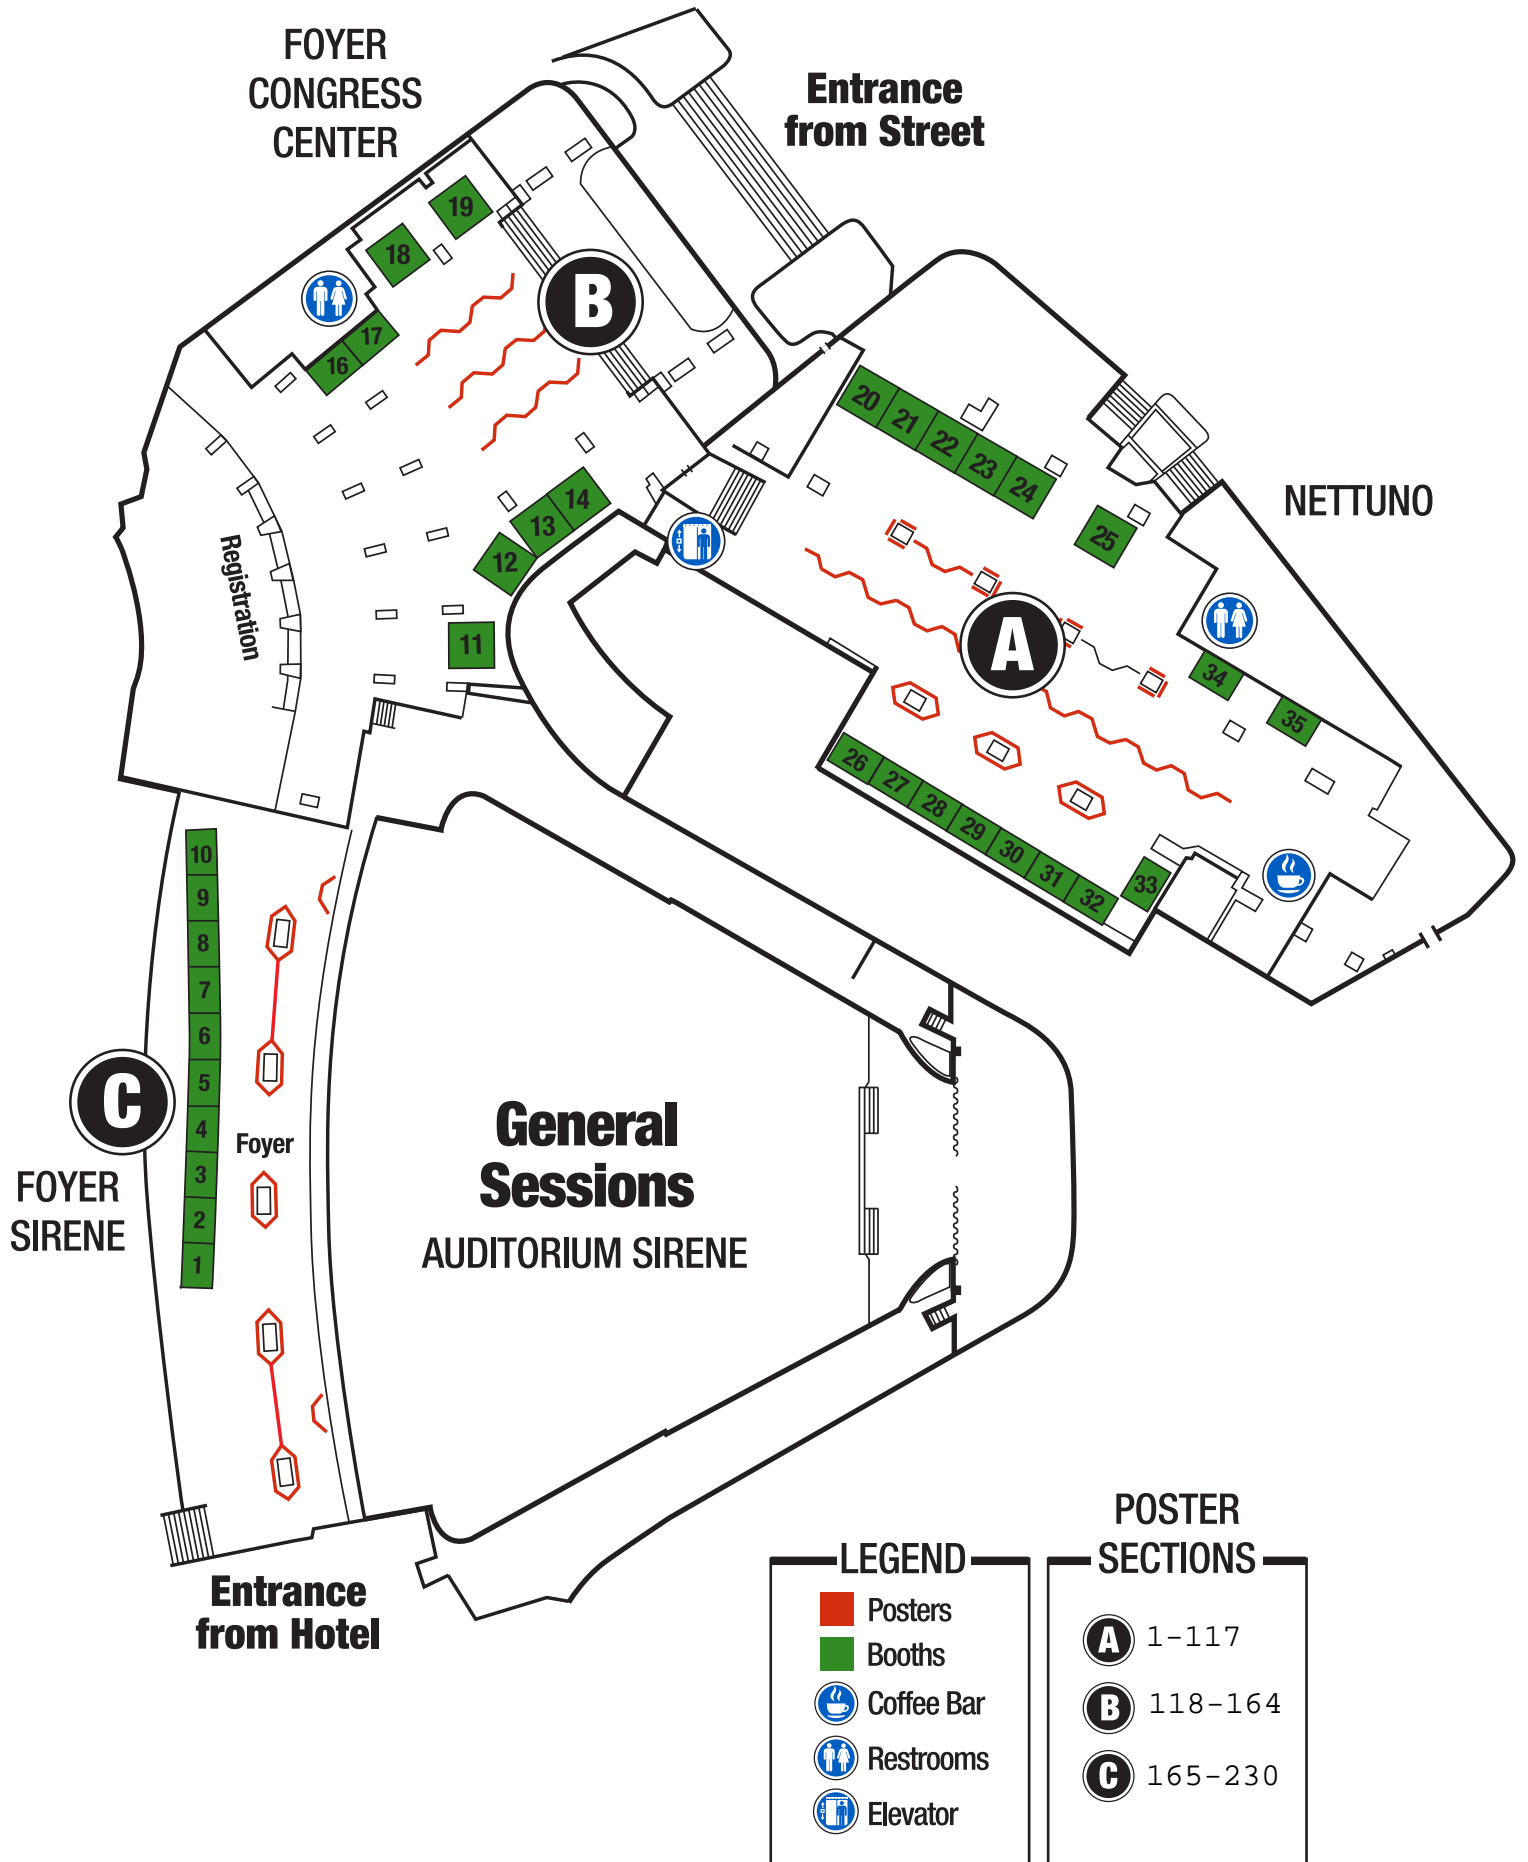 FOYER
CONGRESS
CENTER
Entrance
from Street
19
18
B
17
16
20
21
22
23
24
NETTUNO
14
13
12
25
Registration
11
A
34
35
26
27
28
29
30
31
32
33
10
9
8
7
6
5
4
3
2
1
C
Foyer
FOYER
SIRENE
General
Sessions
AUDITORIUM SIRENE
Entrance
from Hotel
LEGEND
Posters
Booths
Coffee Bar
Restrooms
Elevator
POSTER
SECTIONS
A 1-117
B 118-164
C 165-230